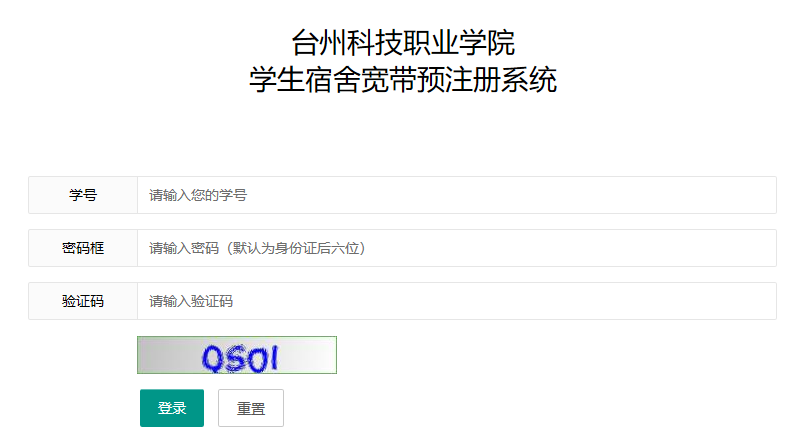 台州科技职业学院
学生宿舍宽带预注册系统
学号 请输入您的学号
密码框 请输入密码（默认为身份证后六位）
验证码 请输入验证码
登录 重置